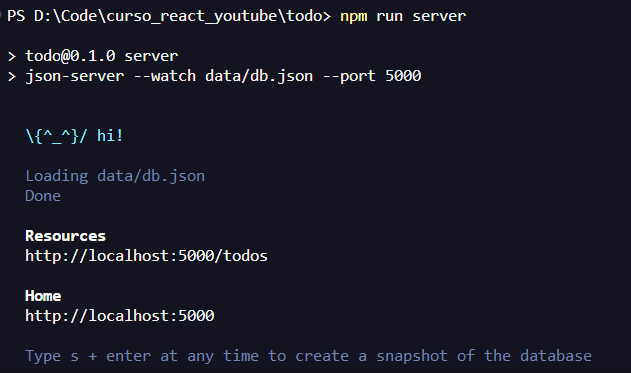 PS D:\Code\curso_react_youtube\todo> npm run server
> todo@0.1.0 server
> json-server --watch data/db.json --port 5000
\{^_^}/ hi!
Loading data/db.json
Done
Resources
http://localhost:5000/todos
Home
http://localhost:5000
Type s + enter at any time to create a snapshot of the database